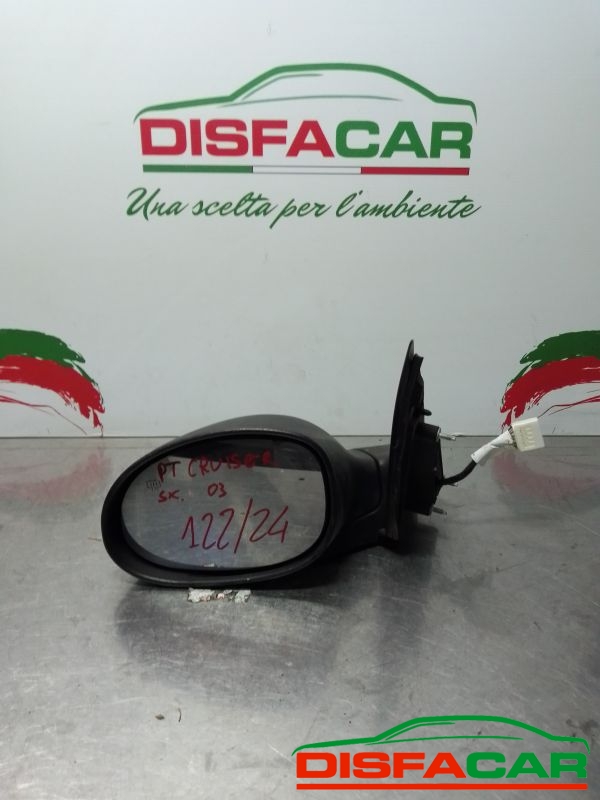 DISFACAR
Una scelta per l'ambiente
PT CRUISER
SX. 03
122/24
DISFACAR